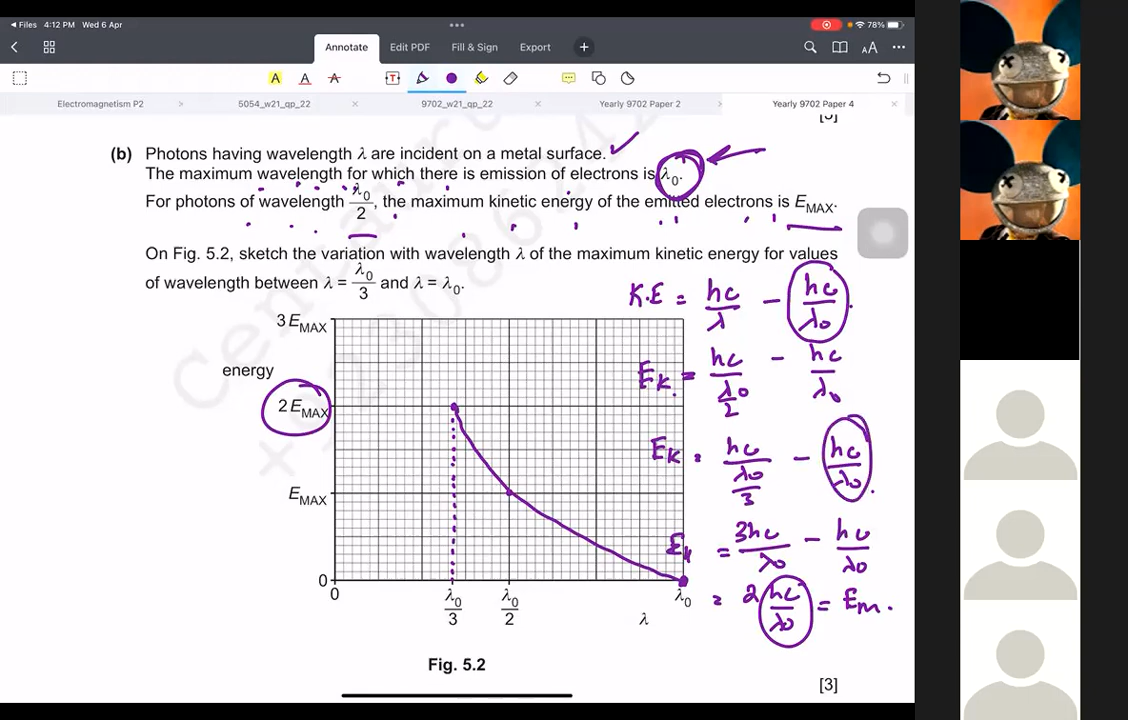 Files 4:12 PM Wed 6 Apr 78%
Annotate Edit PDF Fill & Sign Export
Electromagnetism P2 5054_w21_qp_22 9702_w21_qp_22 Yearly 9702 Paper 2 Yearly 9702 Paper 4
(b) Photons having wavelength λ are incident on a metal surface.
The maximum wavelength for which there is emission of electrons is λ0.
For photons of wavelength λ0/2, the maximum kinetic energy of the emitted electrons is EMAX.
On Fig. 5.2, sketch the variation with wavelength λ of the maximum kinetic energy for values
of wavelength between λ = λ0/3 and λ = λ0.
K.E = hc/λ - hc/λ0.
3 EMAX
energy
Ek = hc/(λ0/2) - hc/λ0
2 EMAX
Ek = hc/(λ0/3) - hc/λ0.
EMAX
Ek = 3hc/λ0 - hc/λ0
0
= 2 hc/λ0 = Em.
0 λ0/3 λ0/2 λ λ0
Fig. 5.2
[3]